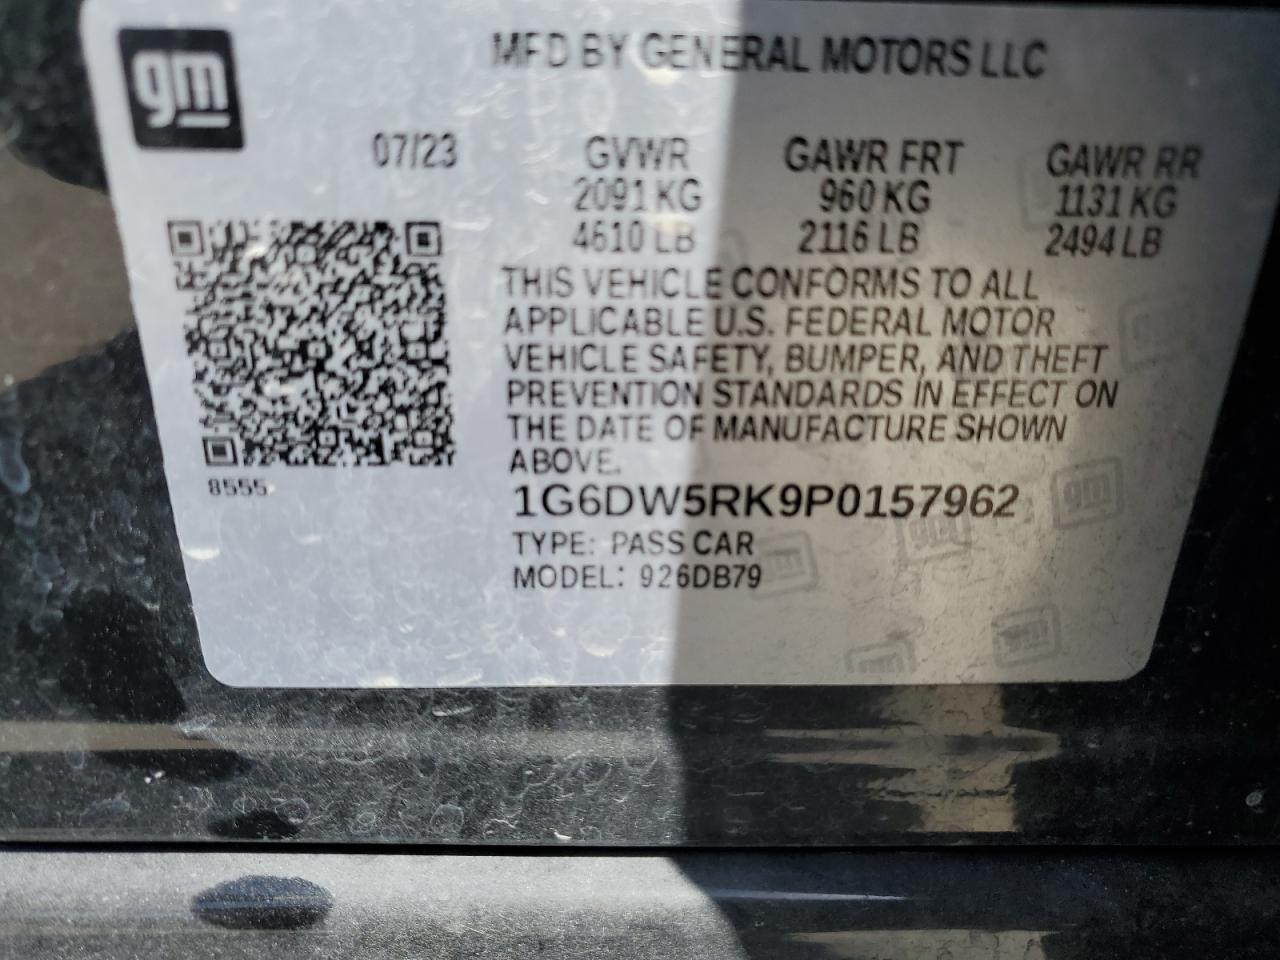 gm
MFD BY GENERAL MOTORS LLC
07/23 GVWR GAWR FRT GAWR RR
2091 KG 960 KG 1131 KG
4610 LB 2116 LB 2494 LB
THIS VEHICLE CONFORMS TO ALL
APPLICABLE U.S. FEDERAL MOTOR
VEHICLE SAFETY, BUMPER, AND THEFT
PREVENTION STANDARDS IN EFFECT ON
THE DATE OF MANUFACTURE SHOWN
ABOVE.
8555
1G6DW5RK9P0157962
TYPE: PASS CAR
MODEL: 926DB79